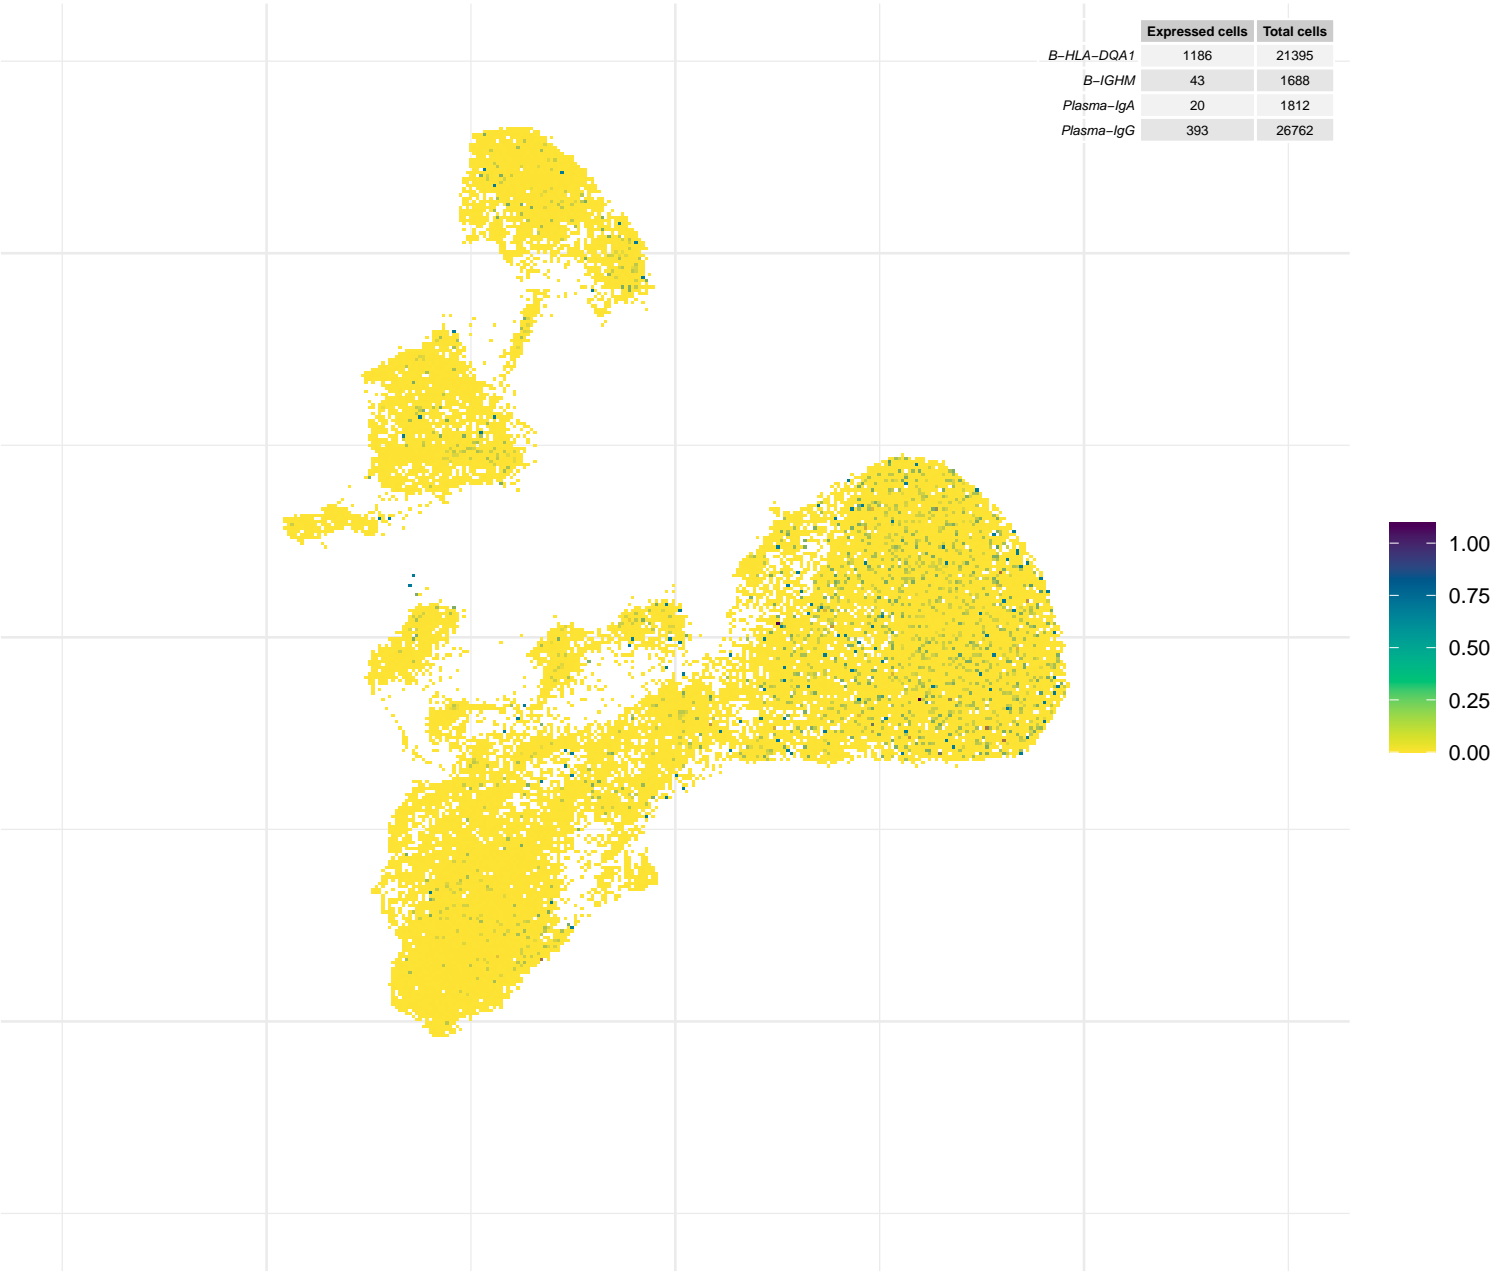 Expressed cells Total cells
B−HLA−DQA1 1186 21395
B−IGHM 43 1688
Plasma−IgA 20 1812
Plasma−IgG 393 26762
1.00
0.75
0.50
0.25
0.00